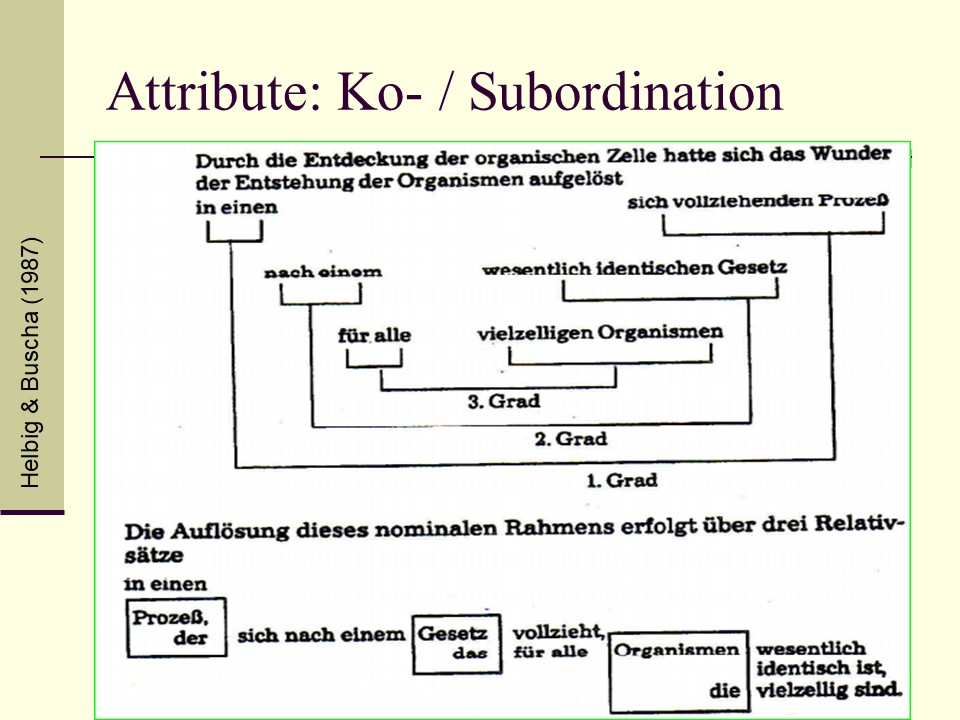 Attribute: Ko- / Subordination
Helbig & Buscha (1987)
Durch die Entdeckung der organischen Zelle hatte sich das Wunder
der Entstehung der Organismen aufgelöst
in einen sich vollziehenden Prozeß
nach einem wesentlich identischen Gesetz
für alle vielzelligen Organismen
3. Grad
2. Grad
1. Grad
Die Auflösung dieses nominalen Rahmens erfolgt über drei Relativ-
sätze
in einen
Prozeß,
der
sich nach einem
Gesetz
das
vollzieht,
für alle
Organismen
die
wesentlich
identisch ist,
vielzellig sind.